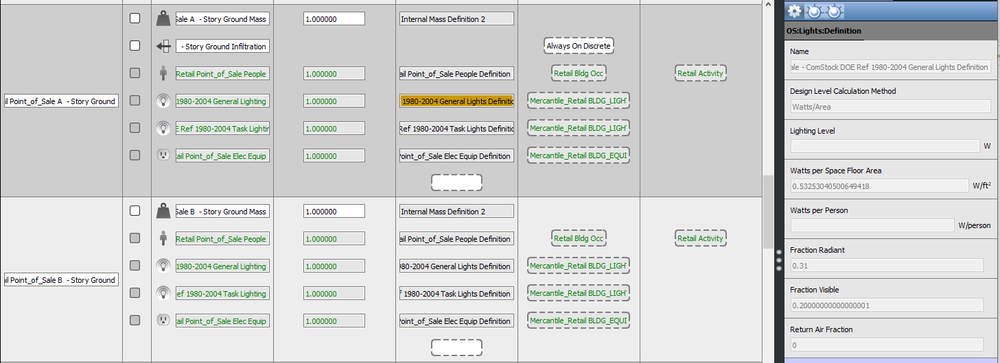 Sale A  - Story Ground Mass 1.000000 Internal Mass Definition 2
- Story Ground Infiltration Always On Discrete
Retail Point_of_Sale People 1.000000 ail Point_of_Sale People Definition Retail Bldg Occ Retail Activity
il Point_of_Sale A  - Story Ground 1980-2004 General Lighting 1.000000 1980-2004 General Lights Definitio Mercantile_Retail BLDG_LIGHT
E Ref 1980-2004 Task Lightin 1.000000 Ref 1980-2004 Task Lights Definitio Mercantile_Retail BLDG_LIGHT
tail Point_of_Sale Elec Equip 1.000000 Point_of_Sale Elec Equip Definition Mercantile_Retail BLDG_EQUI
Sale B  - Story Ground Mass 1.000000 Internal Mass Definition 2
Retail Point_of_Sale People 1.000000 ail Point_of_Sale People Definition Retail Bldg Occ Retail Activity
1980-2004 General Lighting 1.000000 980-2004 General Lights Definition Mercantile_Retail BLDG_LIGHT
il Point_of_Sale B  - Story Ground
ef 1980-2004 Task Lighting 1.000000 f 1980-2004 Task Lights Definition Mercantile_Retail BLDG_LIGHT
tail Point_of_Sale Elec Equip 1.000000 Point_of_Sale Elec Equip Definition Mercantile_Retail BLDG_EQUI
OS:Lights:Definition
Name
ale - ComStock DOE Ref 1980-2004 General Lights Definition
Design Level Calculation Method
Watts/Area
Lighting Level
W
Watts per Space Floor Area
0.53253040500649418 W/ft²
Watts per Person
W/person
Fraction Radiant
0.31
Fraction Visible
0.20000000000000001
Return Air Fraction
0